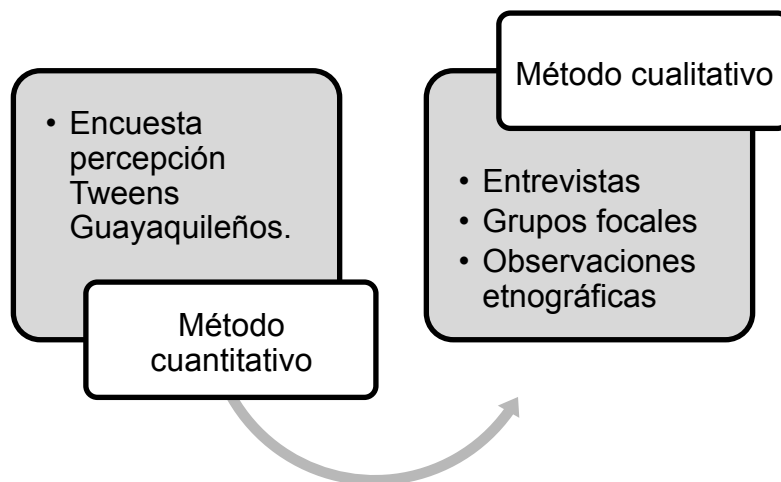 • Encuesta
percepción
Tweens
Guayaquileños.
Método
cuantitativo
Método cualitativo
• Entrevistas
• Grupos focales
• Observaciones
etnográficas